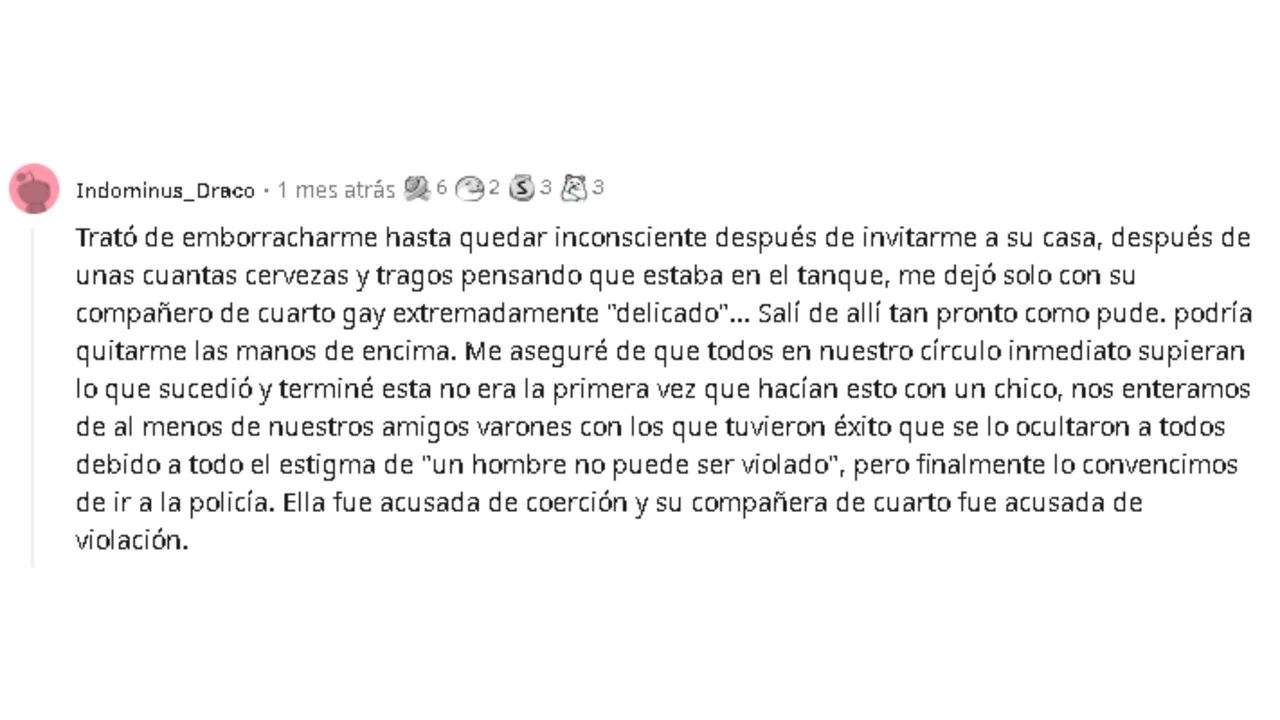 Indominus_Draco · 1 mes atrás 6 2 3 3
Trató de emborracharme hasta quedar inconsciente después de invitarme a su casa, después de
unas cuantas cervezas y tragos pensando que estaba en el tanque, me dejó solo con su
compañero de cuarto gay extremadamente "delicado"... Salí de allí tan pronto como pude. podría
quitarme las manos de encima. Me aseguré de que todos en nuestro círculo inmediato supieran
lo que sucedió y terminé esta no era la primera vez que hacían esto con un chico, nos enteramos
de al menos de nuestros amigos varones con los que tuvieron éxito que se lo ocultaron a todos
debido a todo el estigma de "un hombre no puede ser violado", pero finalmente lo convencimos
de ir a la policía. Ella fue acusada de coerción y su compañera de cuarto fue acusada de
violación.